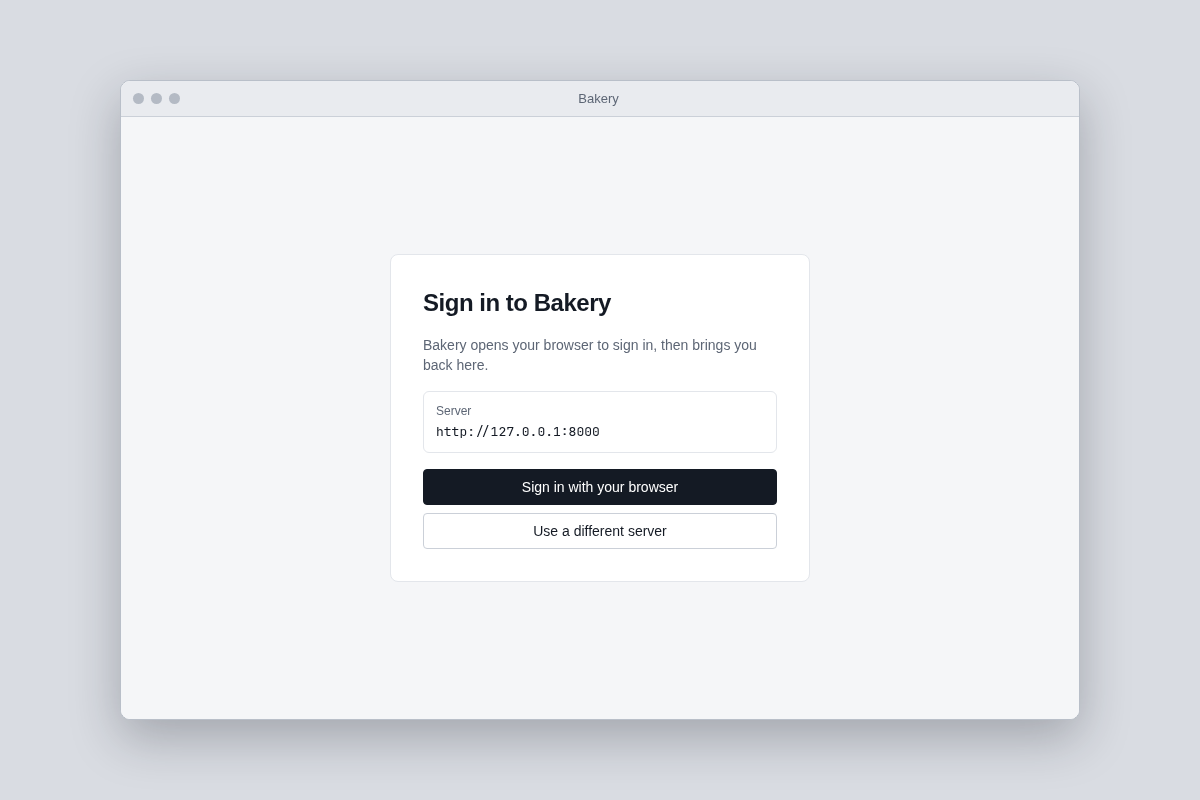 Bakery
Sign in to Bakery
Bakery opens your browser to sign in, then brings you
back here.
Server
http://127.0.0.1:8000
Sign in with your browser
Use a different server